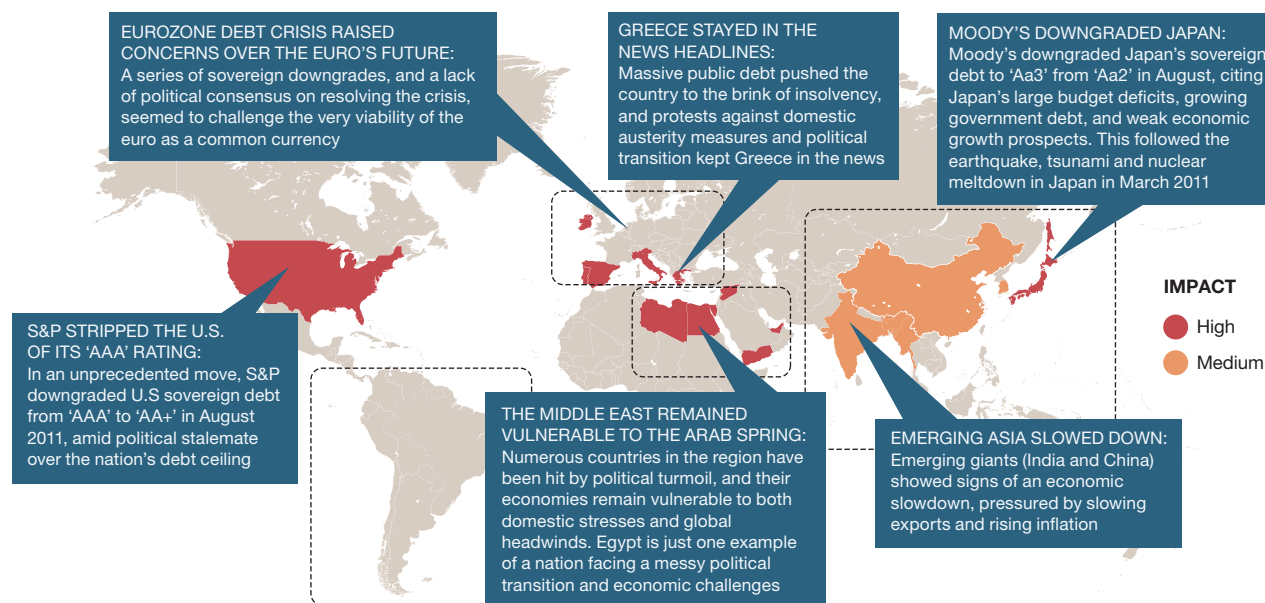 EUROZONE DEBT CRISIS RAISED
CONCERNS OVER THE EURO’S FUTURE:
A series of sovereign downgrades, and a lack
of political consensus on resolving the crisis,
seemed to challenge the very viability of the
euro as a common currency
GREECE STAYED IN THE
NEWS HEADLINES:
Massive public debt pushed the
country to the brink of insolvency,
and protests against domestic
austerity measures and political
transition kept Greece in the news
MOODY’S DOWNGRADED JAPAN:
Moody’s downgraded Japan’s sovereign
debt to ‘Aa3’ from ‘Aa2’ in August, citing
Japan’s large budget deficits, growing
government debt, and weak economic
growth prospects. This followed the
earthquake, tsunami and nuclear
meltdown in Japan in March 2011
IMPACT
High
Medium
S&P STRIPPED THE U.S.
OF ITS ‘AAA’ RATING:
In an unprecedented move, S&P
downgraded U.S sovereign debt
from ‘AAA’ to ‘AA+’ in August
2011, amid political stalemate
over the nation’s debt ceiling
THE MIDDLE EAST REMAINED
VULNERABLE TO THE ARAB SPRING:
Numerous countries in the region have
been hit by political turmoil, and their
economies remain vulnerable to both
domestic stresses and global
headwinds. Egypt is just one example
of a nation facing a messy political
transition and economic challenges
EMERGING ASIA SLOWED DOWN:
Emerging giants (India and China)
showed signs of an economic
slowdown, pressured by slowing
exports and rising inflation